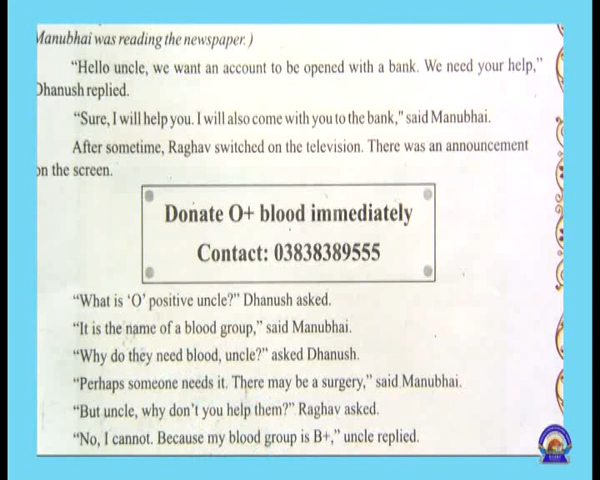 Manubhai was reading the newspaper. )
“Hello uncle, we want an account to be opened with a bank. We need your help,”
Dhanush replied.
“Sure, I will help you. I will also come with you to the bank,” said Manubhai.
After sometime, Raghav switched on the television. There was an announcement
on the screen.
Donate O+ blood immediately
Contact: 03838389555
“What is ‘O’ positive uncle?” Dhanush asked.
“It is the name of a blood group,” said Manubhai.
“Why do they need blood, uncle?” asked Dhanush.
“Perhaps someone needs it. There may be a surgery,” said Manubhai.
“But uncle, why don’t you help them?” Raghav asked.
“No, I cannot. Because my blood group is B+,” uncle replied.